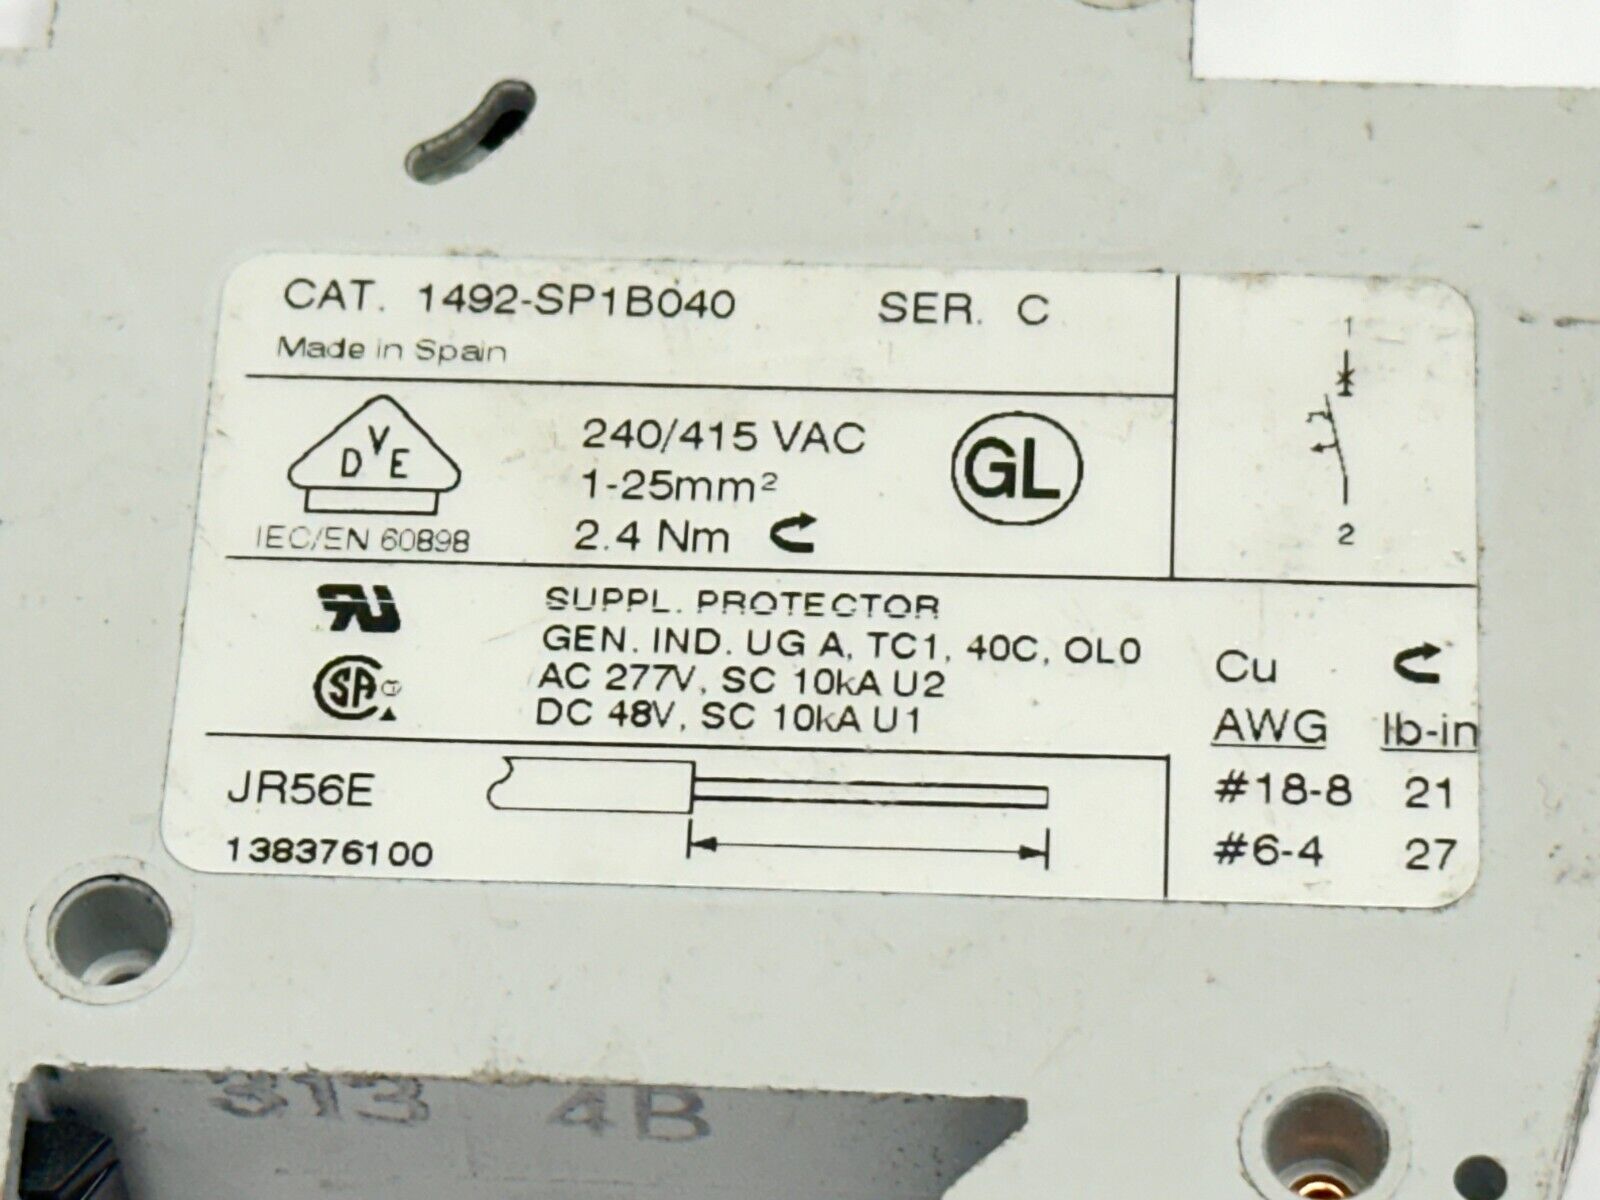 CAT. 1492-SP1B040 SER. C
Made in Spain
1
2
DVE
IEC/EN 60898
240/415 VAC
1-25mm²
2.4 Nm
GL
SUPPL. PROTECTOR
GEN. IND. UG A, TC1, 40C, OL0
AC 277V, SC 10kA U2
DC 48V, SC 10kA U1
SA
Cu
AWG lb-in
#18-8 21
#6-4 27
JR56E
138376100
313 4B